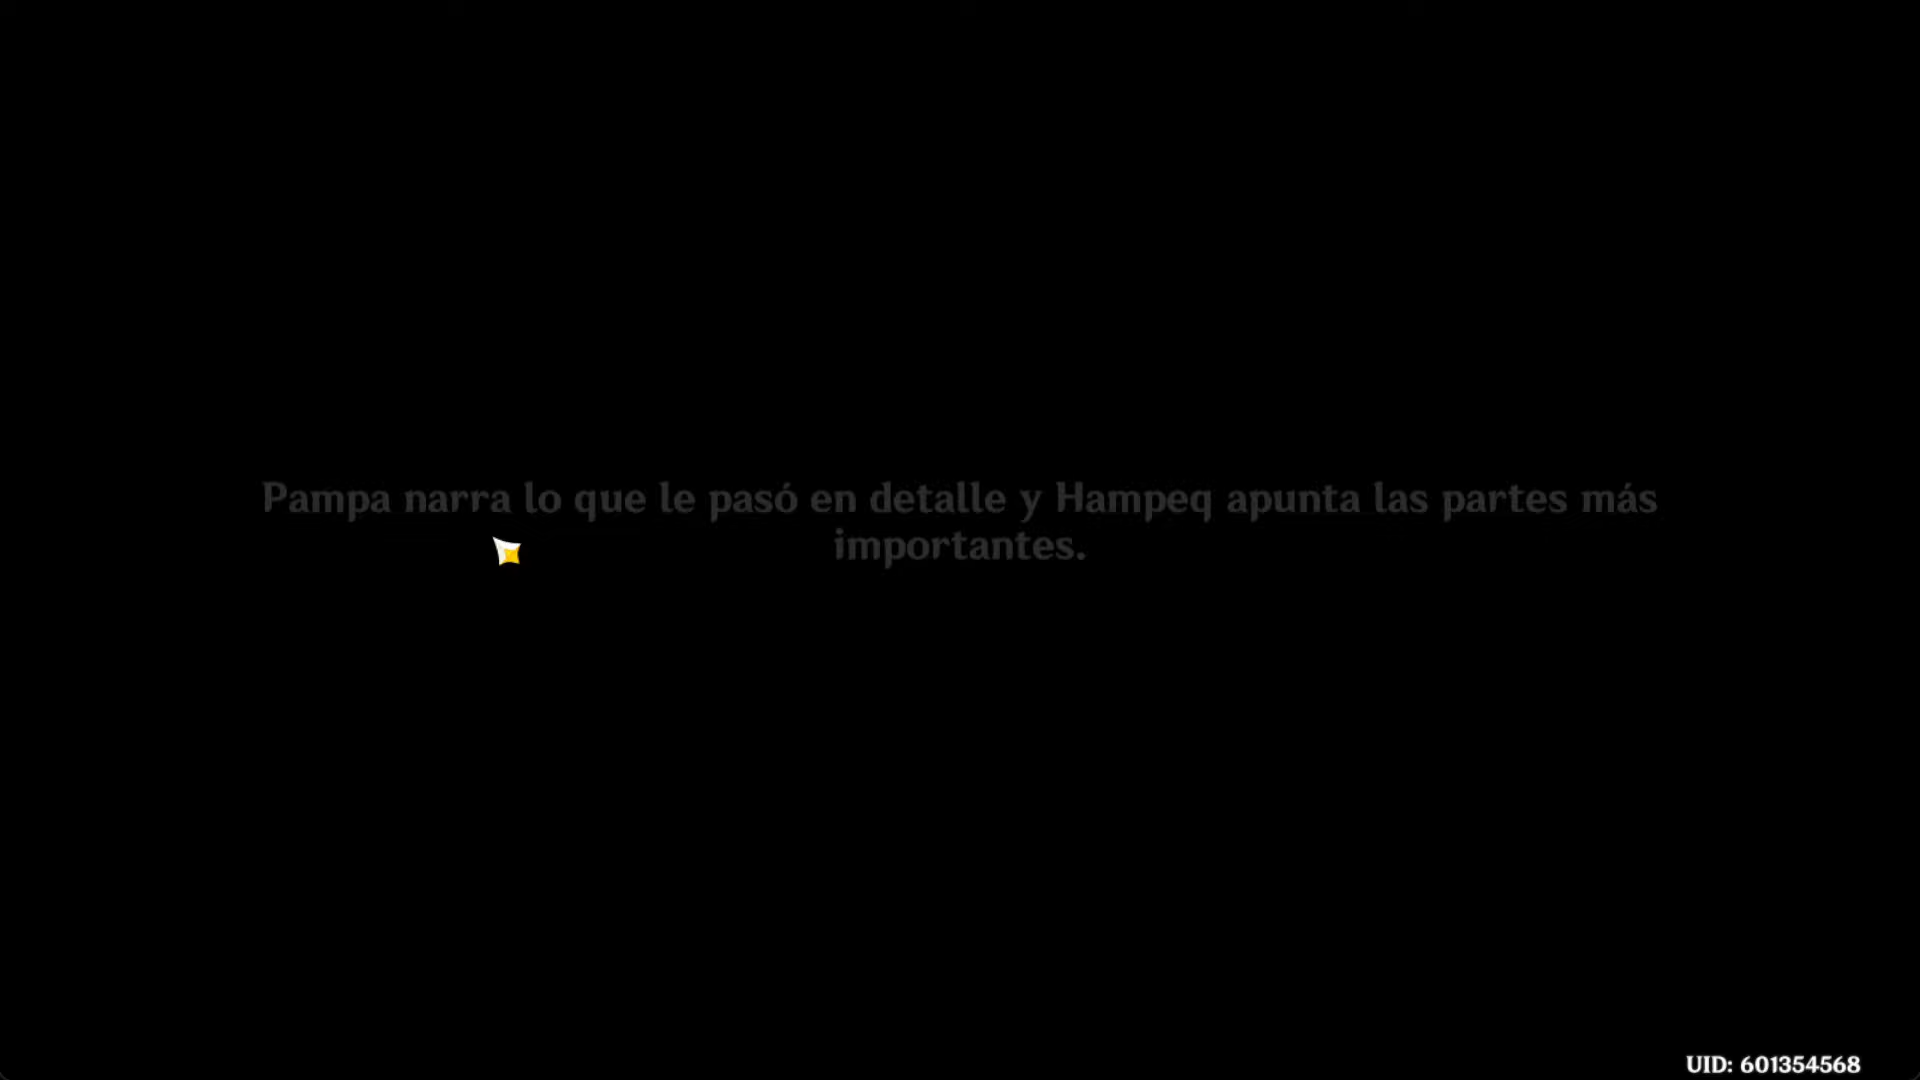 Pampa narra lo que le pasó en detalle y Hampeq apunta las partes más
importantes.
UID: 601354568